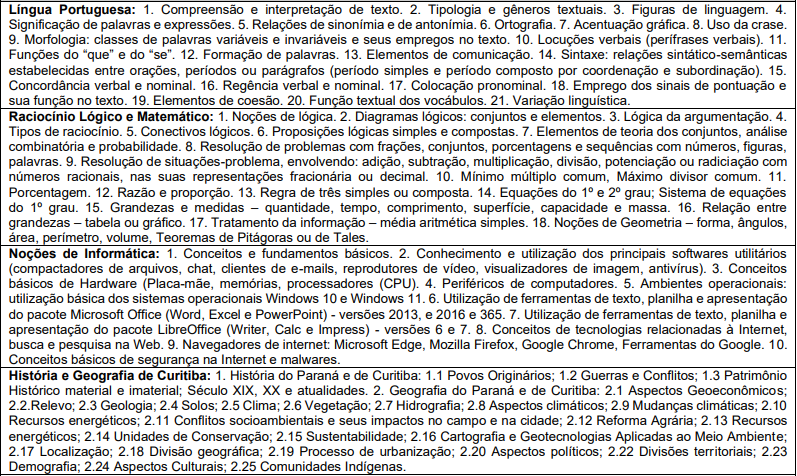 Língua Portuguesa: 1. Compreensão e interpretação de texto. 2. Tipologia e gêneros textuais. 3. Figuras de linguagem. 4.
Significação de palavras e expressões. 5. Relações de sinonímia e de antonímia. 6. Ortografia. 7. Acentuação gráfica. 8. Uso da crase.
9. Morfologia: classes de palavras variáveis e invariáveis e seus empregos no texto. 10. Locuções verbais (perífrases verbais). 11.
Funções do “que” e do “se”. 12. Formação de palavras. 13. Elementos de comunicação. 14. Sintaxe: relações sintático-semânticas
estabelecidas entre orações, períodos ou parágrafos (período simples e período composto por coordenação e subordinação). 15.
Concordância verbal e nominal. 16. Regência verbal e nominal. 17. Colocação pronominal. 18. Emprego dos sinais de pontuação e
sua função no texto. 19. Elementos de coesão. 20. Função textual dos vocábulos. 21. Variação linguística.
Raciocínio Lógico e Matemático: 1. Noções de lógica. 2. Diagramas lógicos: conjuntos e elementos. 3. Lógica da argumentação. 4.
Tipos de raciocínio. 5. Conectivos lógicos. 6. Proposições lógicas simples e compostas. 7. Elementos de teoria dos conjuntos, análise
combinatória e probabilidade. 8. Resolução de problemas com frações, conjuntos, porcentagens e sequências com números, figuras,
palavras. 9. Resolução de situações-problema, envolvendo: adição, subtração, multiplicação, divisão, potenciação ou radiciação com
números racionais, nas suas representações fracionária ou decimal. 10. Mínimo múltiplo comum, Máximo divisor comum. 11.
Porcentagem. 12. Razão e proporção. 13. Regra de três simples ou composta. 14. Equações do 1º e 2º grau; Sistema de equações
do 1º grau. 15. Grandezas e medidas – quantidade, tempo, comprimento, superfície, capacidade e massa. 16. Relação entre
grandezas – tabela ou gráfico. 17. Tratamento da informação – média aritmética simples. 18. Noções de Geometria – forma, ângulos,
área, perímetro, volume, Teoremas de Pitágoras ou de Tales.
Noções de Informática: 1. Conceitos e fundamentos básicos. 2. Conhecimento e utilização dos principais softwares utilitários
(compactadores de arquivos, chat, clientes de e-mails, reprodutores de vídeo, visualizadores de imagem, antivírus). 3. Conceitos
básicos de Hardware (Placa-mãe, memórias, processadores (CPU). 4. Periféricos de computadores. 5. Ambientes operacionais:
utilização básica dos sistemas operacionais Windows 10 e Windows 11. 6. Utilização de ferramentas de texto, planilha e apresentação
do pacote Microsoft Office (Word, Excel e PowerPoint) - versões 2013, e 2016 e 365. 7. Utilização de ferramentas de texto, planilha e
apresentação do pacote LibreOffice (Writer, Calc e Impress) - versões 6 e 7. 8. Conceitos de tecnologias relacionadas à Internet,
busca e pesquisa na Web. 9. Navegadores de internet: Microsoft Edge, Mozilla Firefox, Google Chrome, Ferramentas do Google. 10.
Conceitos básicos de segurança na Internet e malwares.
História e Geografia de Curitiba: 1. História do Paraná e de Curitiba: 1.1 Povos Originários; 1.2 Guerras e Conflitos; 1.3 Patrimônio
Histórico material e imaterial; Século XIX, XX e atualidades. 2. Geografia do Paraná e de Curitiba: 2.1 Aspectos Geoeconômicos;
2.2.Relevo; 2.3 Geologia; 2.4 Solos; 2.5 Clima; 2.6 Vegetação; 2.7 Hidrografia; 2.8 Aspectos climáticos; 2.9 Mudanças climáticas; 2.10
Recursos energéticos; 2.11 Conflitos socioambientais e seus impactos no campo e na cidade; 2.12 Reforma Agrária; 2.13 Recursos
energéticos; 2.14 Unidades de Conservação; 2.15 Sustentabilidade; 2.16 Cartografia e Geotecnologias Aplicadas ao Meio Ambiente;
2.17 Localização; 2.18 Divisão geográfica; 2.19 Processo de urbanização; 2.20 Aspectos políticos; 2.22 Divisões territoriais; 2.23
Demografia; 2.24 Aspectos Culturais; 2.25 Comunidades Indígenas.